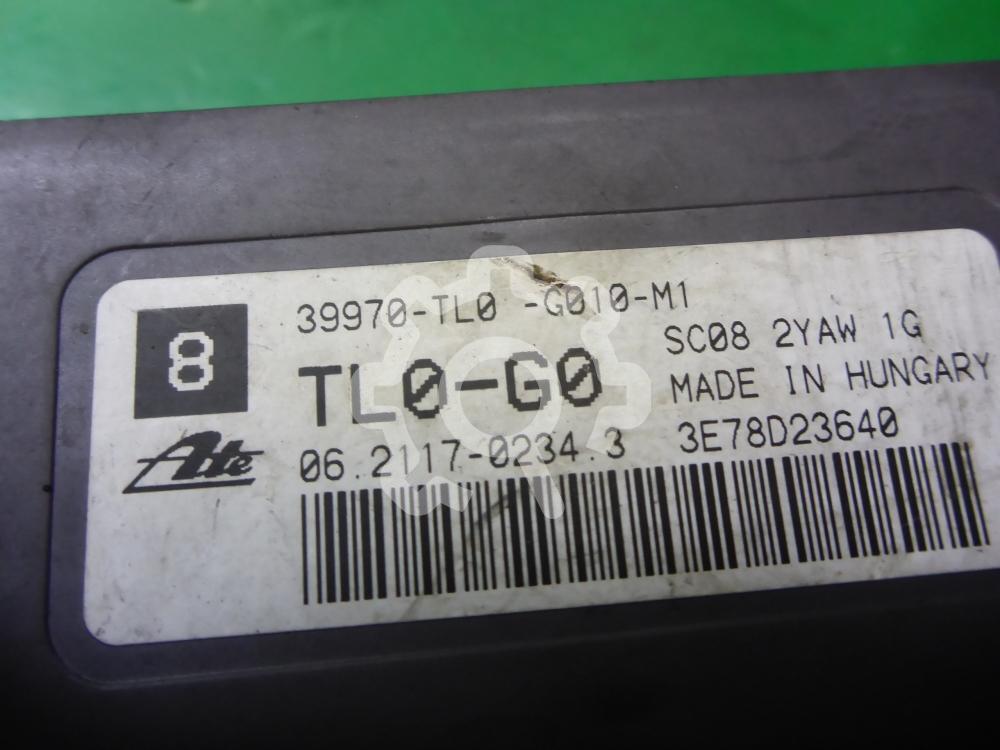 8
39970-TL0 -G010-M1
SC08 2YAW 1G
TL0-G0
MADE IN HUNGARY
Ate
06.2117-0234.3
3E78D23640